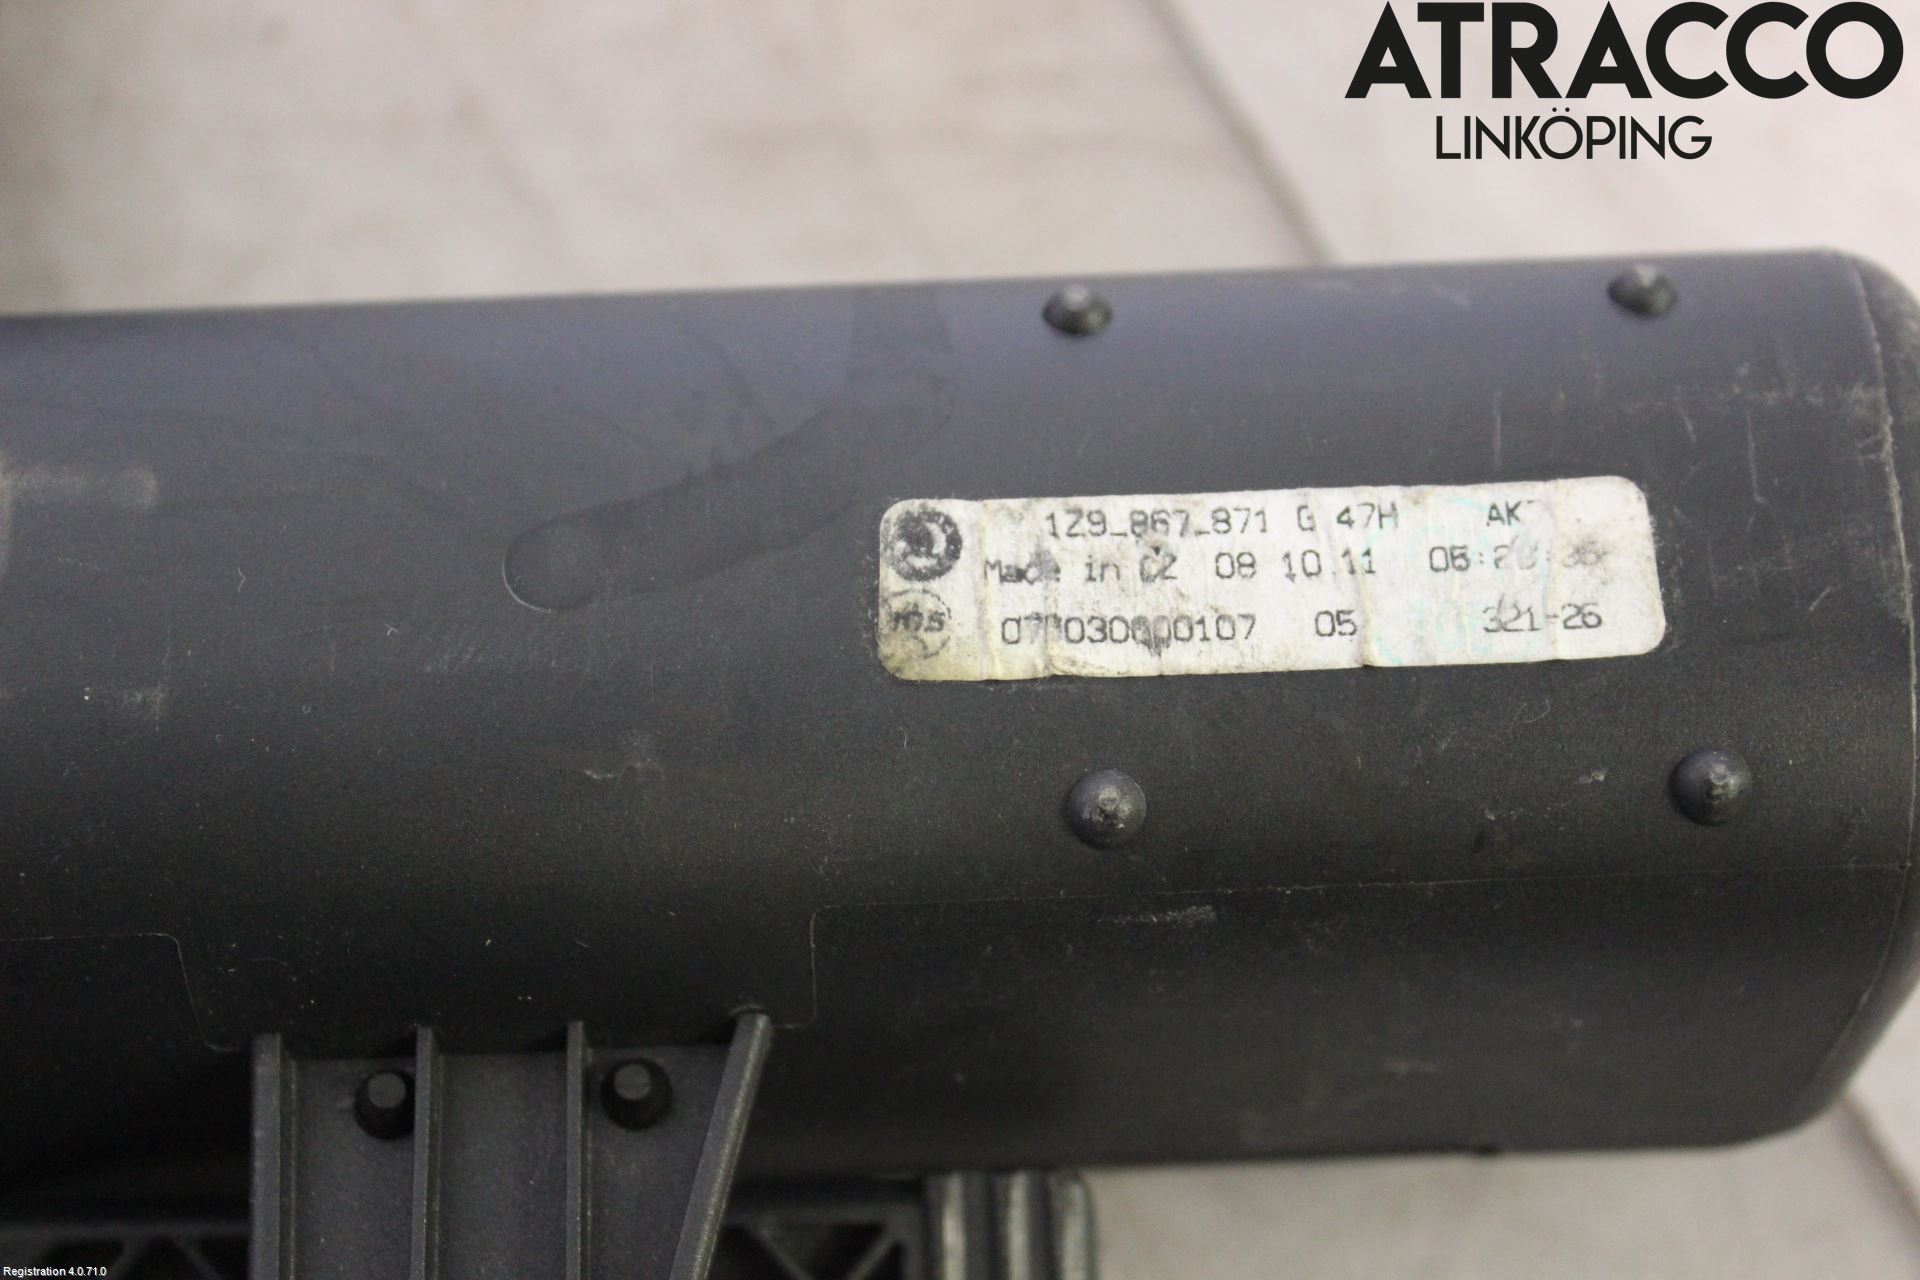 ATRACCO
LINKÖPING
1Z9_867_871 G 47H
Made in CZ 08 10.11
05 321-26
Registration 4.0.71.0